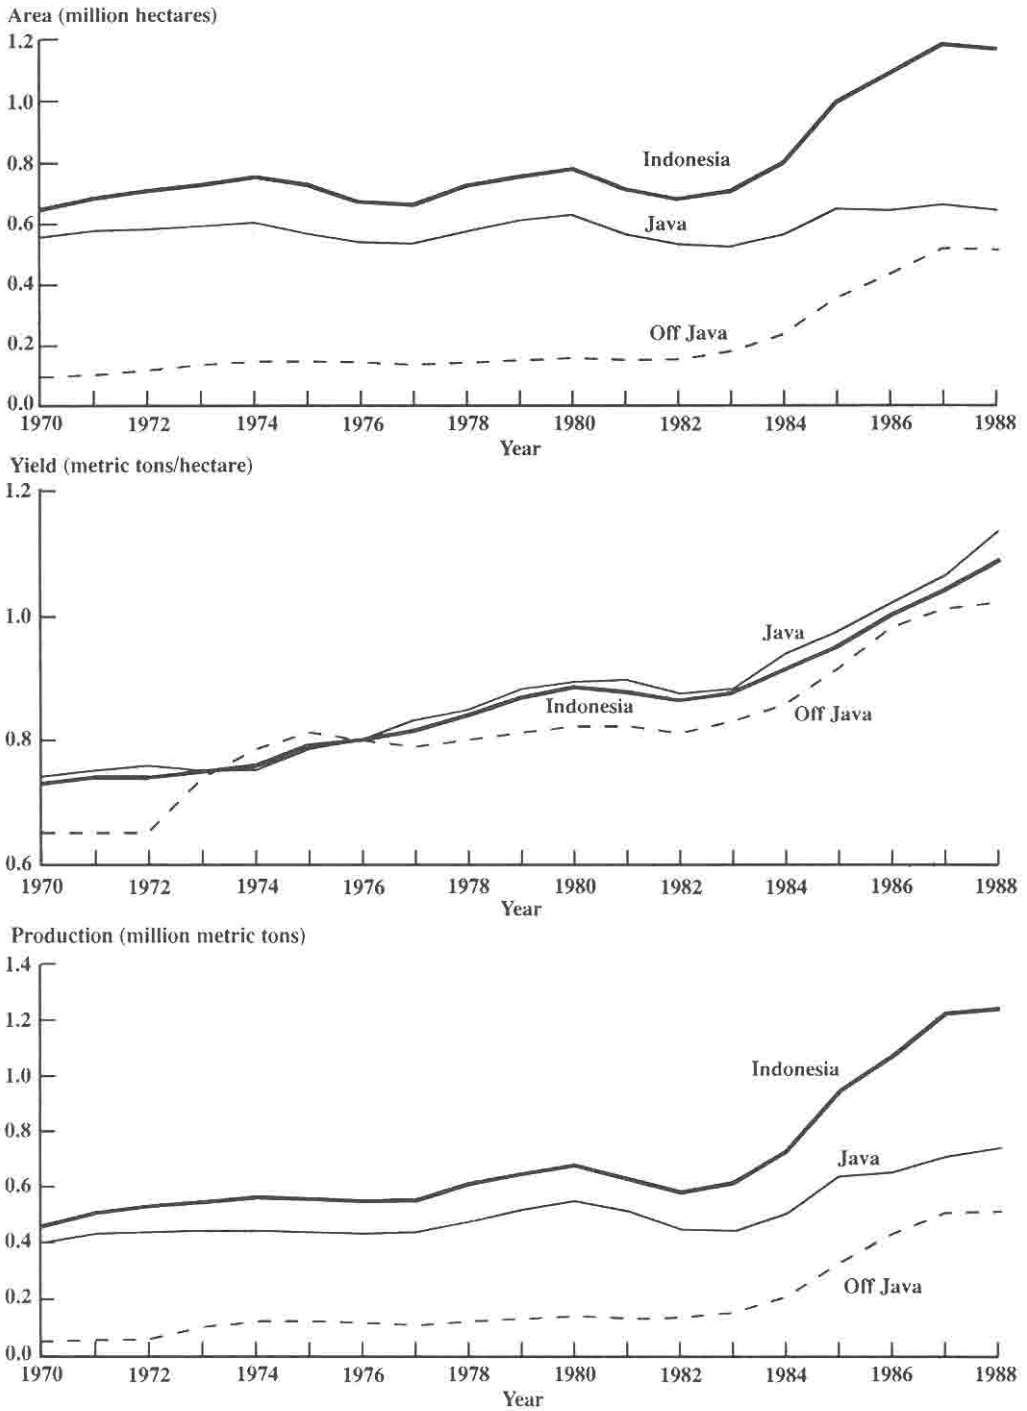 Area (million hectares)
1.2
1.0
0.8
Indonesia
0.6
Java
0.4
Off Java
0.2
0.0
1970 1972 1974 1976 1978 1980 1982 1984 1986 1988
Year
Yield (metric tons/hectare)
1.2
1.0
Java
Indonesia
Off Java
0.8
0.6
1970 1972 1974 1976 1978 1980 1982 1984 1986 1988
Year
Production (million metric tons)
1.4
1.2
Indonesia
1.0
0.8
Java
0.6
0.4
Off Java
0.2
0.0
1970 1972 1974 1976 1978 1980 1982 1984 1986 1988
Year